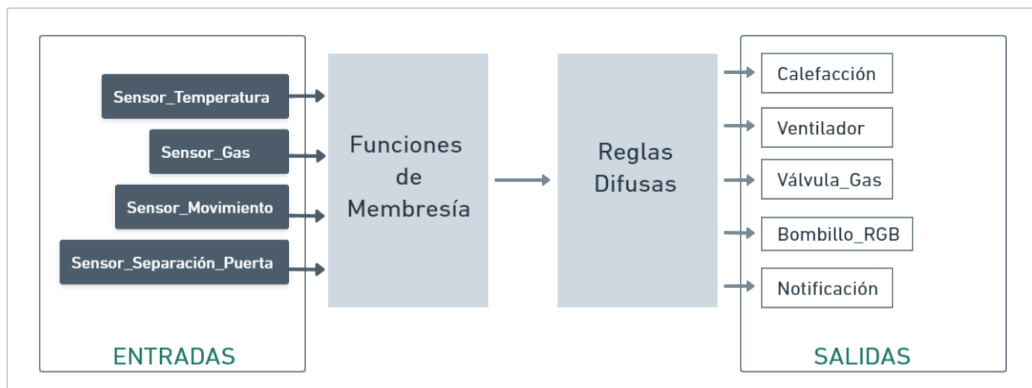 Sensor_Temperatura
Sensor_Gas
Sensor_Movimiento
Sensor_Separación_Puerta
ENTRADAS
Funciones
de
Membresía
Reglas
Difusas
Calefacción
Ventilador
Válvula_Gas
Bombillo_RGB
Notificación
SALIDAS